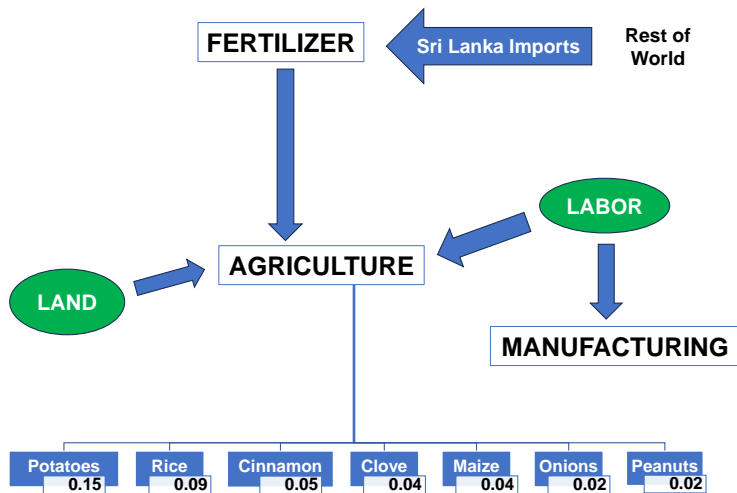 FERTILIZER
Sri Lanka Imports
Rest of
World
LABOR
AGRICULTURE
LAND
MANUFACTURING
Potatoes
0.15
Rice
0.09
Cinnamon
0.05
Clove
0.04
Maize
0.04
Onions
0.02
Peanuts
0.02